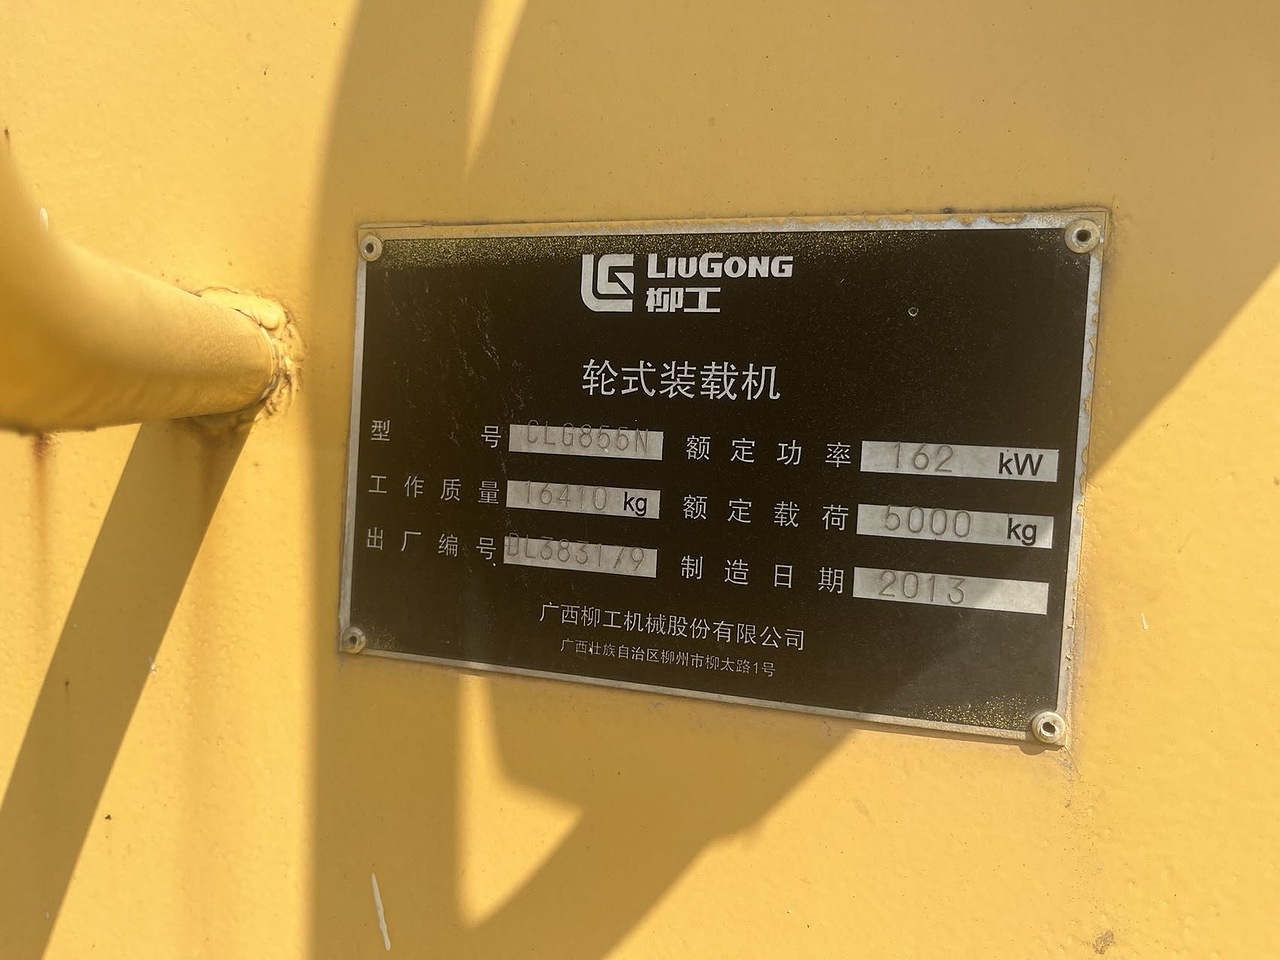 LIUGONG
柳工
轮式装载机
型 号 CLG855N 额定功率 162 kW
工作质量 16410 kg 额定载荷 5000 kg
出厂编号 DL383179 制造日期 2013
广西柳工机械股份有限公司
广西壮族自治区柳州市柳太路1号